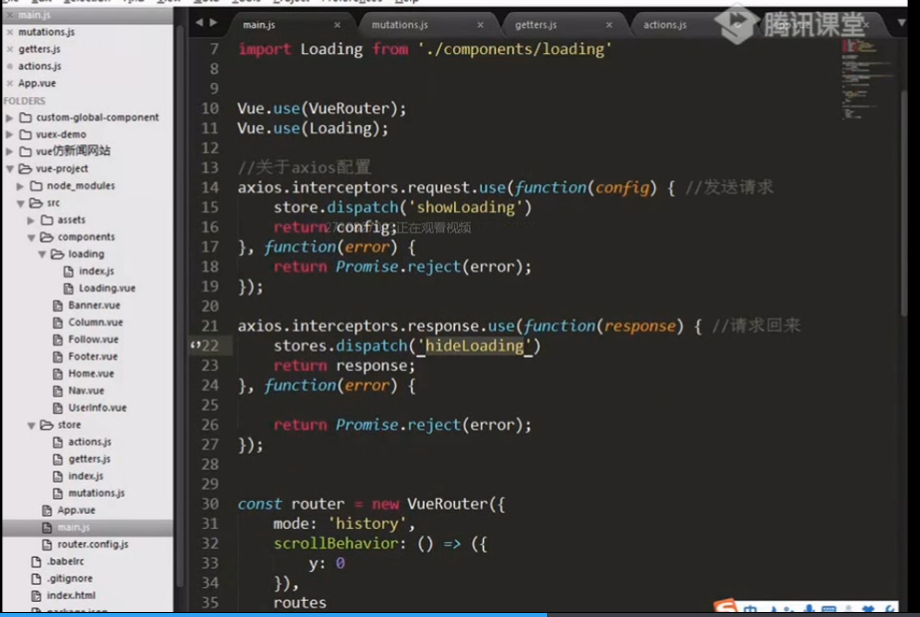 main.js
mutations.js
getters.js
actions.js
App.vue
FOLDERS
custom-global-component
vuex-demo
vue仿新闻网站
vue-project
node_modules
src
assets
components
loading
index.js
Loading.vue
Banner.vue
Column.vue
Follow.vue
Footer.vue
Home.vue
Nav.vue
UserInfo.vue
store
actions.js
getters.js
index.js
mutations.js
App.vue
main.js
router.config.js
.babelrc
.gitignore
index.html
package.json
main.js × mutations.js × getters.js × actions.js
腾讯课堂
7 import Loading from './components/loading'
8
9
10 Vue.use(VueRouter);
11 Vue.use(Loading);
12
13 //关于axios配置
14 axios.interceptors.request.use(function(config) { //发送请求
15 store.dispatch('showLoading')
16 return config;
正在观看视频
17 }, function(error) {
18 return Promise.reject(error);
19 });
20
21 axios.interceptors.response.use(function(response) { //请求回来
22 stores.dispatch('hideLoading')
23 return response;
24 }, function(error) {
25
26 return Promise.reject(error);
27 });
28
29
30 const router = new VueRouter({
31 mode: 'history',
32 scrollBehavior: () => ({
33 y: 0
34 }),
35 routes
中